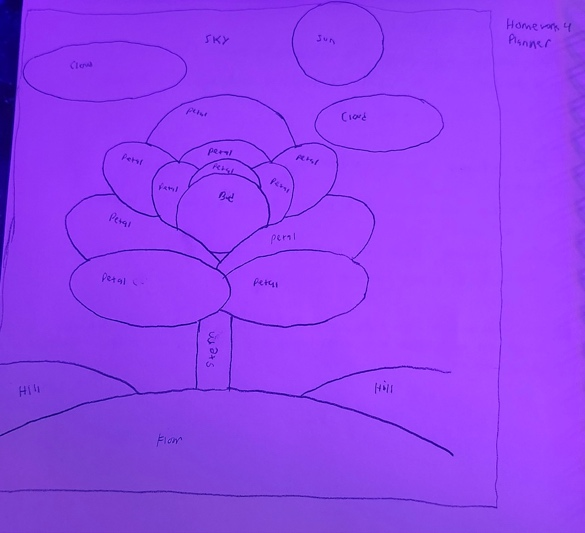 Homework 4
Planner
SKY
Sun
Cloud
Cloud
Petal
Petal
Petal
Petal
Petal
Petal
Petal
Bud
Petal
Petal
Petal
Petal
Stem
Hill
Hill
Floor